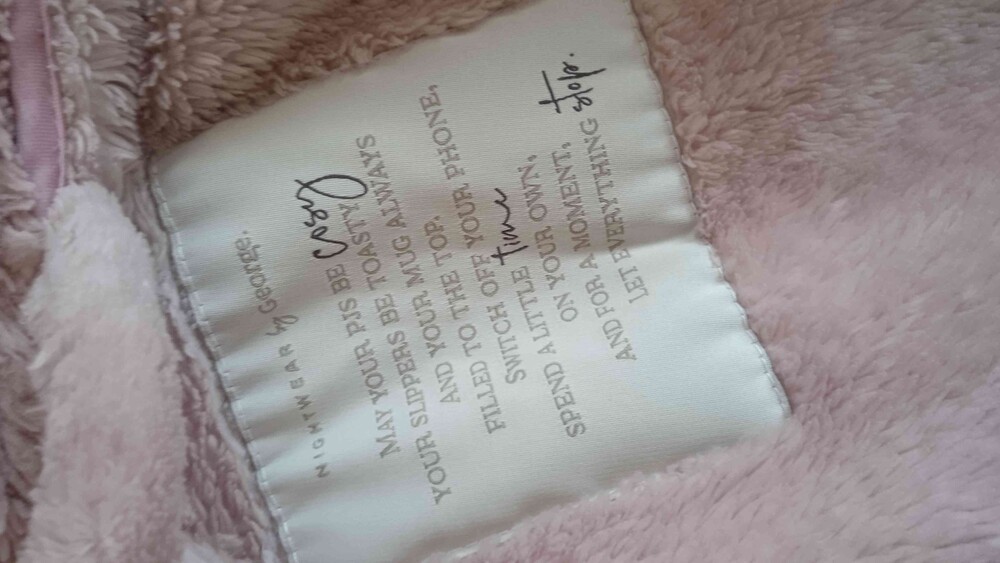 NIGHTWEAR by George.
MAY YOUR PJS BE cosy,
YOUR SLIPPERS BE TOASTY,
AND YOUR MUG ALWAYS
FILLED TO THE TOP.
SWITCH OFF YOUR PHONE,
SPEND A LITTLE time
ON YOUR OWN,
AND FOR A MOMENT,
LET EVERYTHING stop.